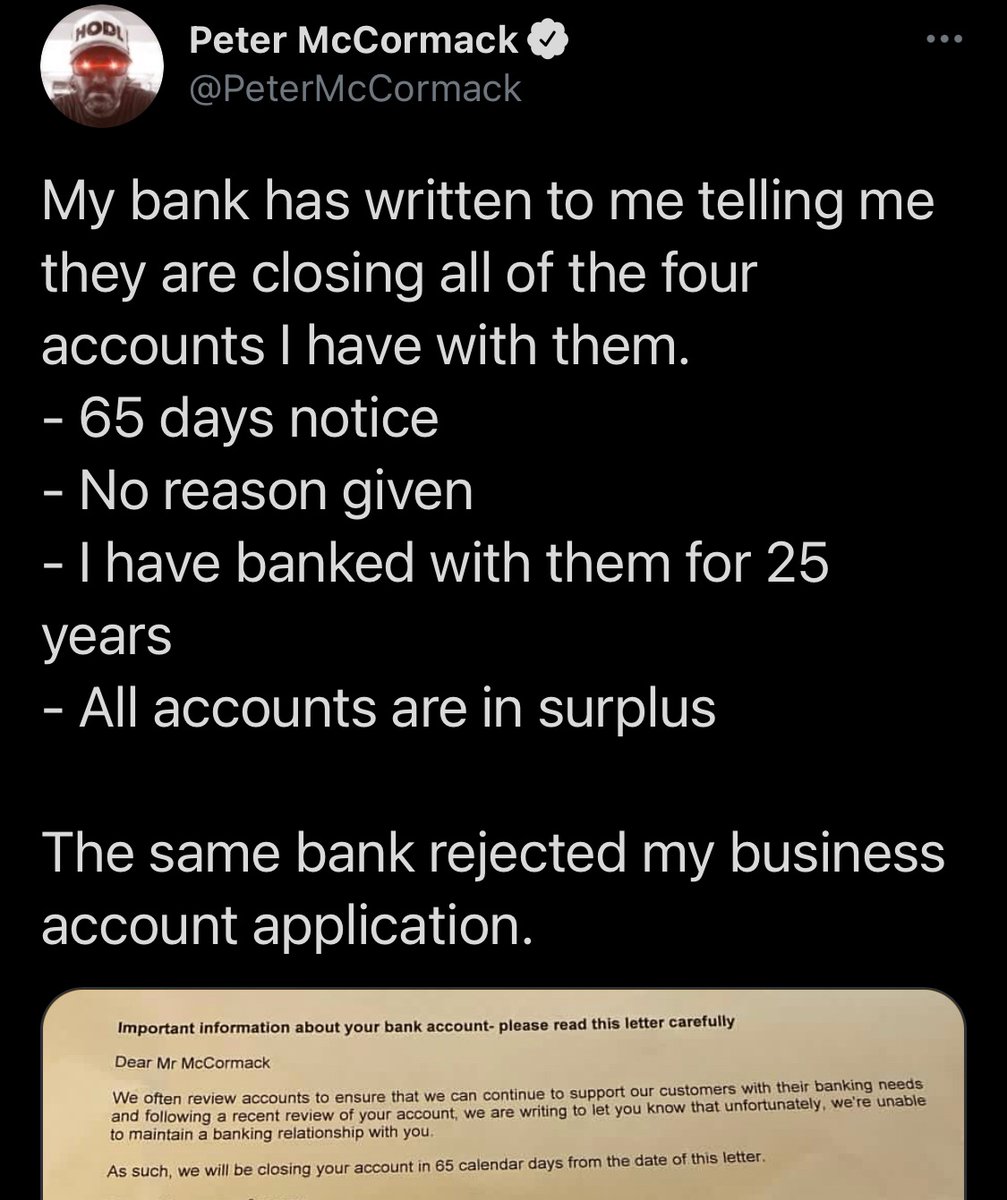 HODL
Peter McCormack
@PeterMcCormack
My bank has written to me telling me
they are closing all of the four
accounts I have with them.
- 65 days notice
- No reason given
- I have banked with them for 25
years
- All accounts are in surplus
The same bank rejected my business
account application.
Important information about your bank account- please read this letter carefully
Dear Mr McCormack
We often review accounts to ensure that we can continue to support our customers with their banking needs
and following a recent review of your account, we are writing to let you know that unfortunately, we're unable
to maintain a banking relationship with you.
As such, we will be closing your account in 65 calendar days from the date of this letter.